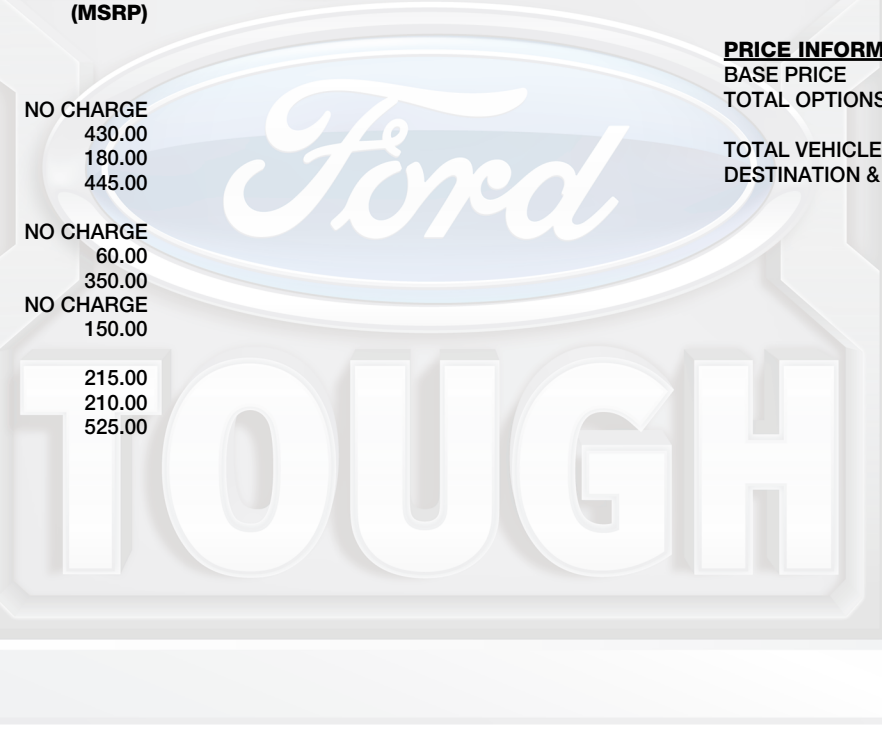 (MSRP)
NO CHARGE
430.00
180.00
445.00
NO CHARGE
60.00
350.00
NO CHARGE
150.00
215.00
210.00
525.00
PRICE INFORM
BASE PRICE
TOTAL OPTIONS
TOTAL VEHICLE
DESTINATION &
Ford
TOUGH